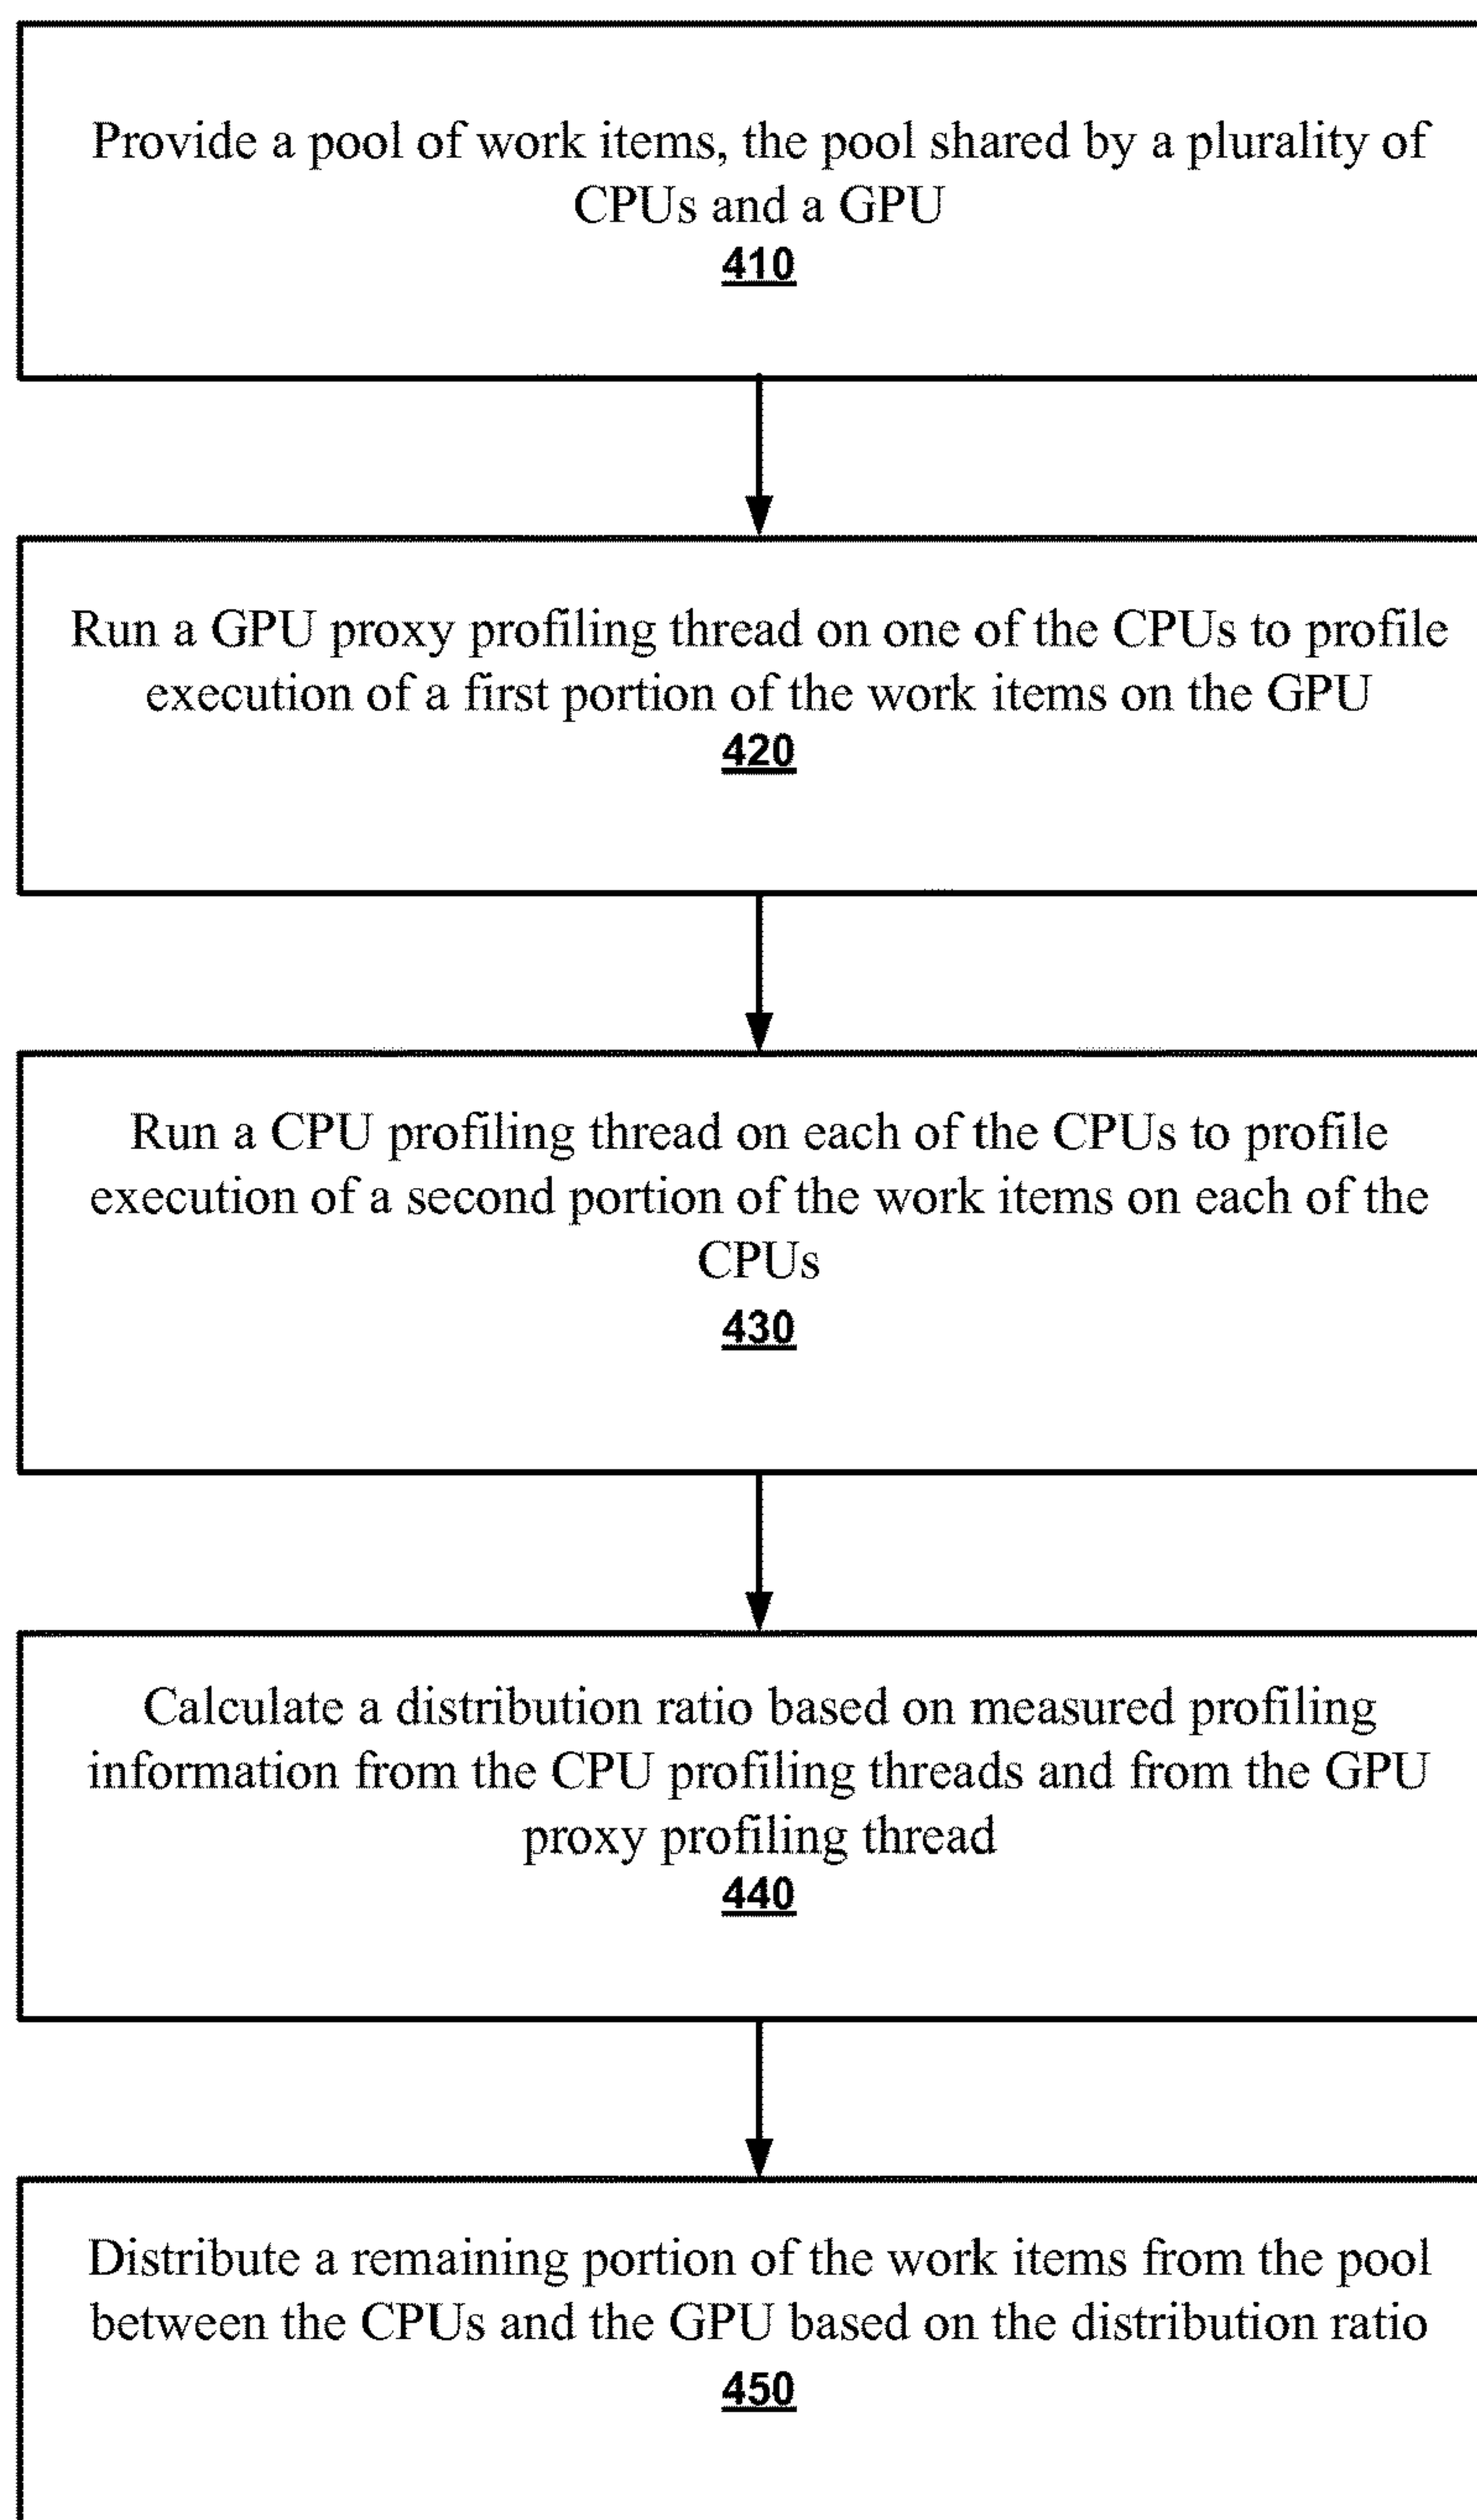 Provide a pool of work items, the pool shared by a plurality of
CPUs and a GPU
410
Run a GPU proxy profiling thread on one of the CPUs to profile
execution of a first portion of the work items on the GPU
420
Run a CPU profiling thread on each of the CPUs to profile
execution of a second portion of the work items on each of the
CPUs
430
Calculate a distribution ratio based on measured profiling
information from the CPU profiling threads and from the GPU
proxy profiling thread
440
Distribute a remaining portion of the work items from the pool
between the CPUs and the GPU based on the distribution ratio
450